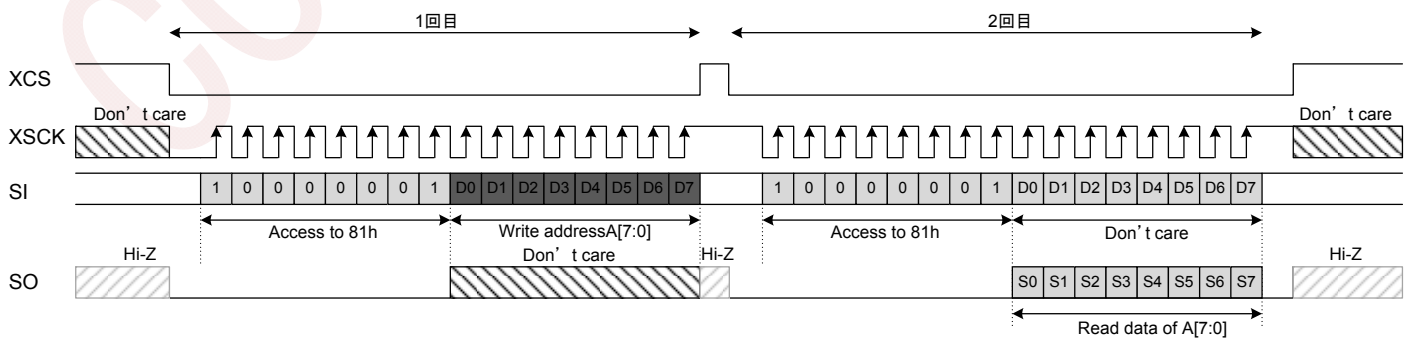 1回目 2回目
XCS
Don't care Don't care
XSCK
SI 1 0 0 0 0 0 0 1 D0 D1 D2 D3 D4 D5 D6 D7 1 0 0 0 0 0 0 1 D0 D1 D2 D3 D4 D5 D6 D7
Access to 81h Write addressA[7:0] Access to 81h Don't care
Hi-Z Don't care Hi-Z Hi-Z
SO S0 S1 S2 S3 S4 S5 S6 S7
Read data of A[7:0]